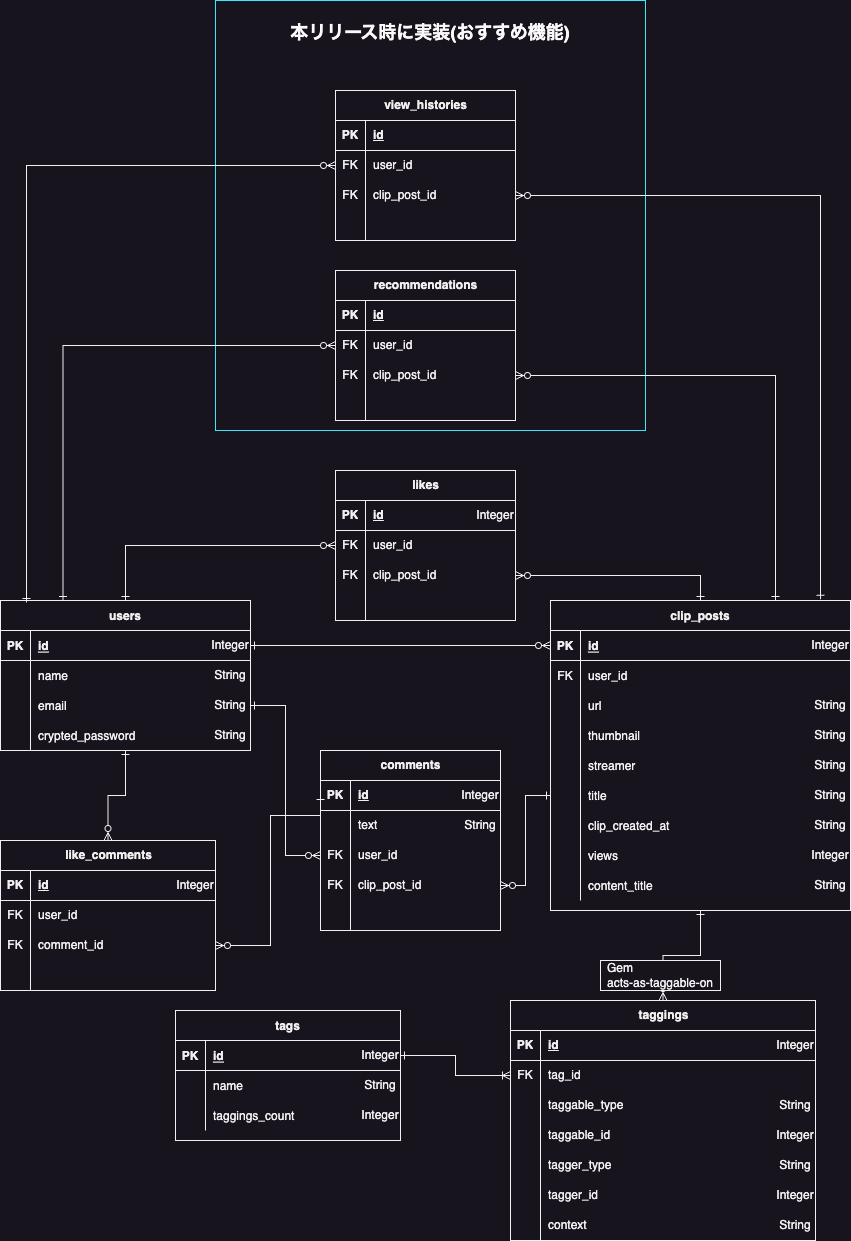 本リリース時に実装(おすすめ機能)
view_histories
PK id
FK user_id
FK clip_post_id
recommendations
PK id
FK user_id
FK clip_post_id
likes
PK id Integer
FK user_id
FK clip_post_id
users
PK id Integer
name String
email String
crypted_password String
clip_posts
PK id Integer
FK user_id
url String
thumbnail String
streamer String
title String
clip_created_at String
views Integer
content_title String
comments
PK id Integer
text String
FK user_id
FK clip_post_id
like_comments
PK id Integer
FK user_id
FK comment_id
Gem
acts-as-taggable-on
tags
PK id Integer
name String
taggings_count Integer
taggings
PK id Integer
FK tag_id
taggable_type String
taggable_id Integer
tagger_type String
tagger_id Integer
context String